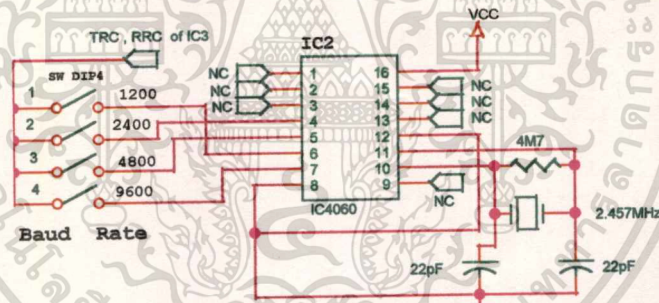 VCC
TRC , RRC of IC3
IC2
SW DIP4
NC
NC
NC
1 16
2 15
3 14
4 13
5 12
6 11
7 10
8 9
NC
NC
NC
NC
IC4060
1 1200
2 2400
3 4800
4 9600
Baud Rate
4M7
2.457MHz
22pF
22pF